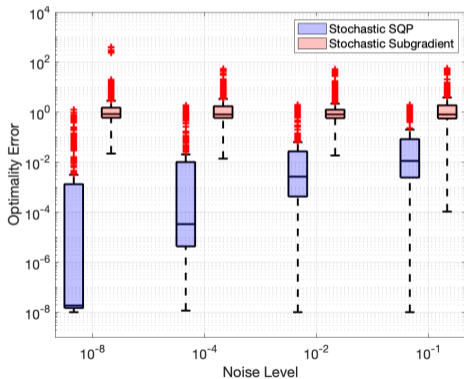 Stochastic SQP
Stochastic Subgradient
Optimality Error
10^4
10^2
10^0
10^-2
10^-4
10^-6
10^-8
10^-8
10^-4
10^-2
10^-1
Noise Level